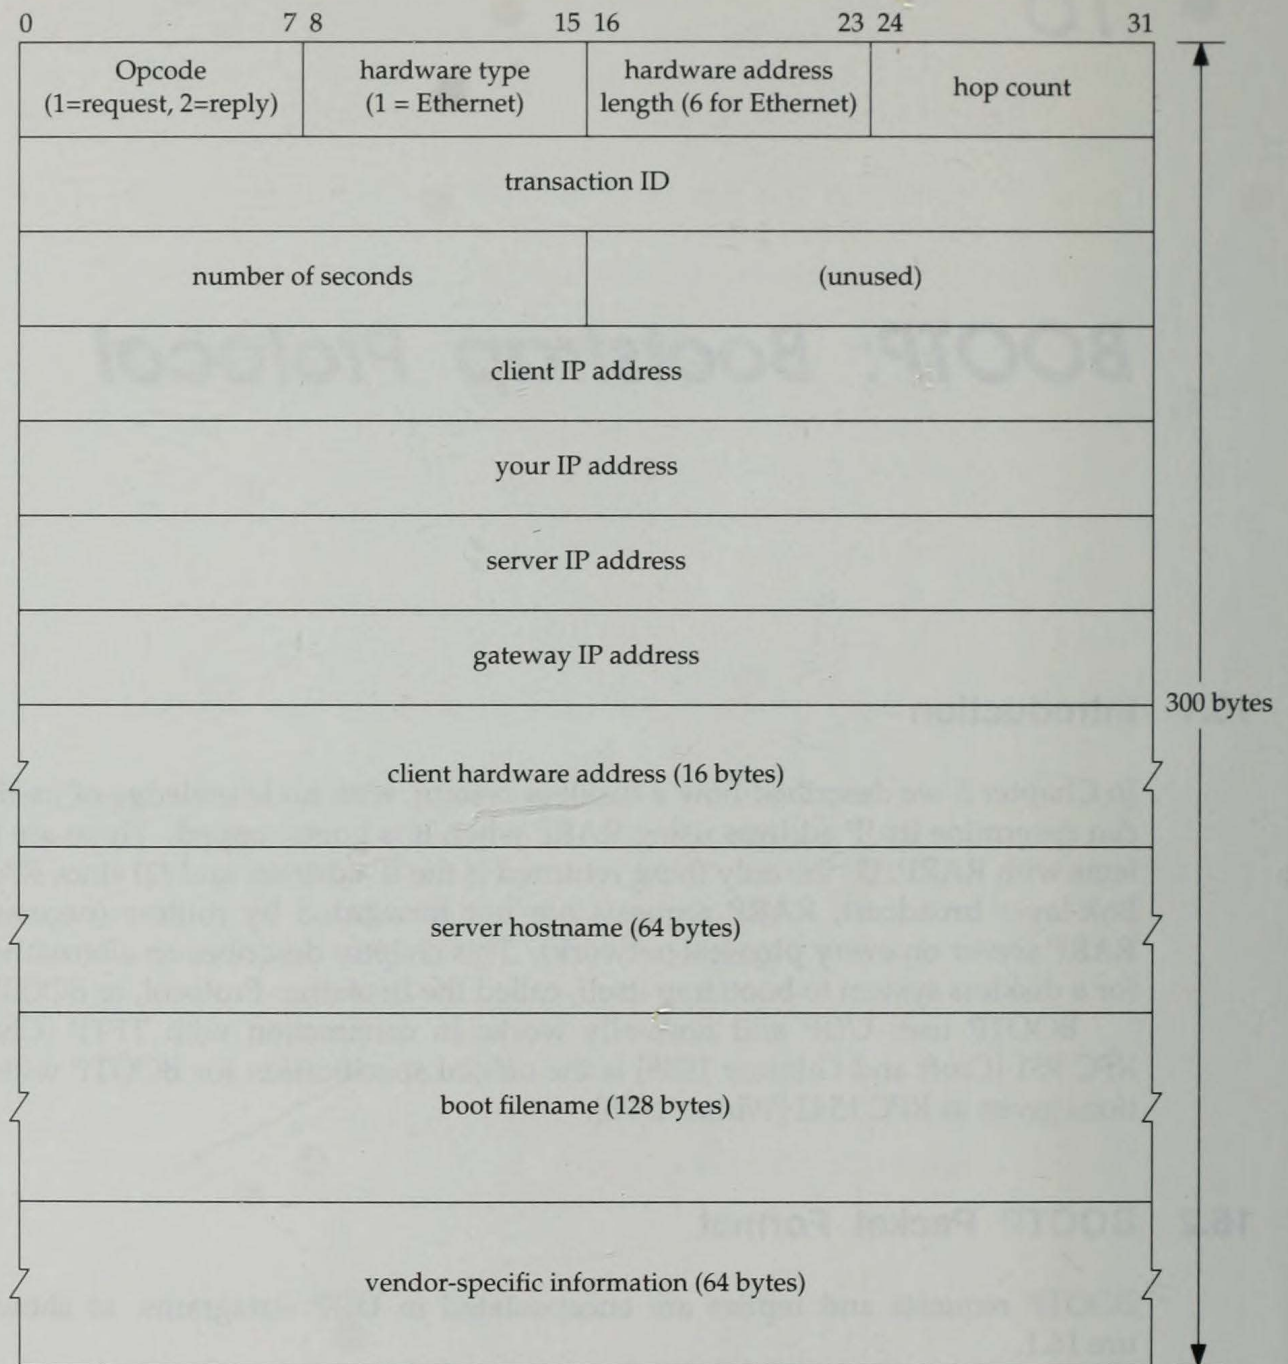 0 7 8 15 16 23 24 31
Opcode
(1=request, 2=reply)
hardware type
(1 = Ethernet)
hardware address
length (6 for Ethernet)
hop count
transaction ID
number of seconds
(unused)
client IP address
your IP address
server IP address
gateway IP address
300 bytes
client hardware address (16 bytes)
server hostname (64 bytes)
boot filename (128 bytes)
vendor-specific information (64 bytes)